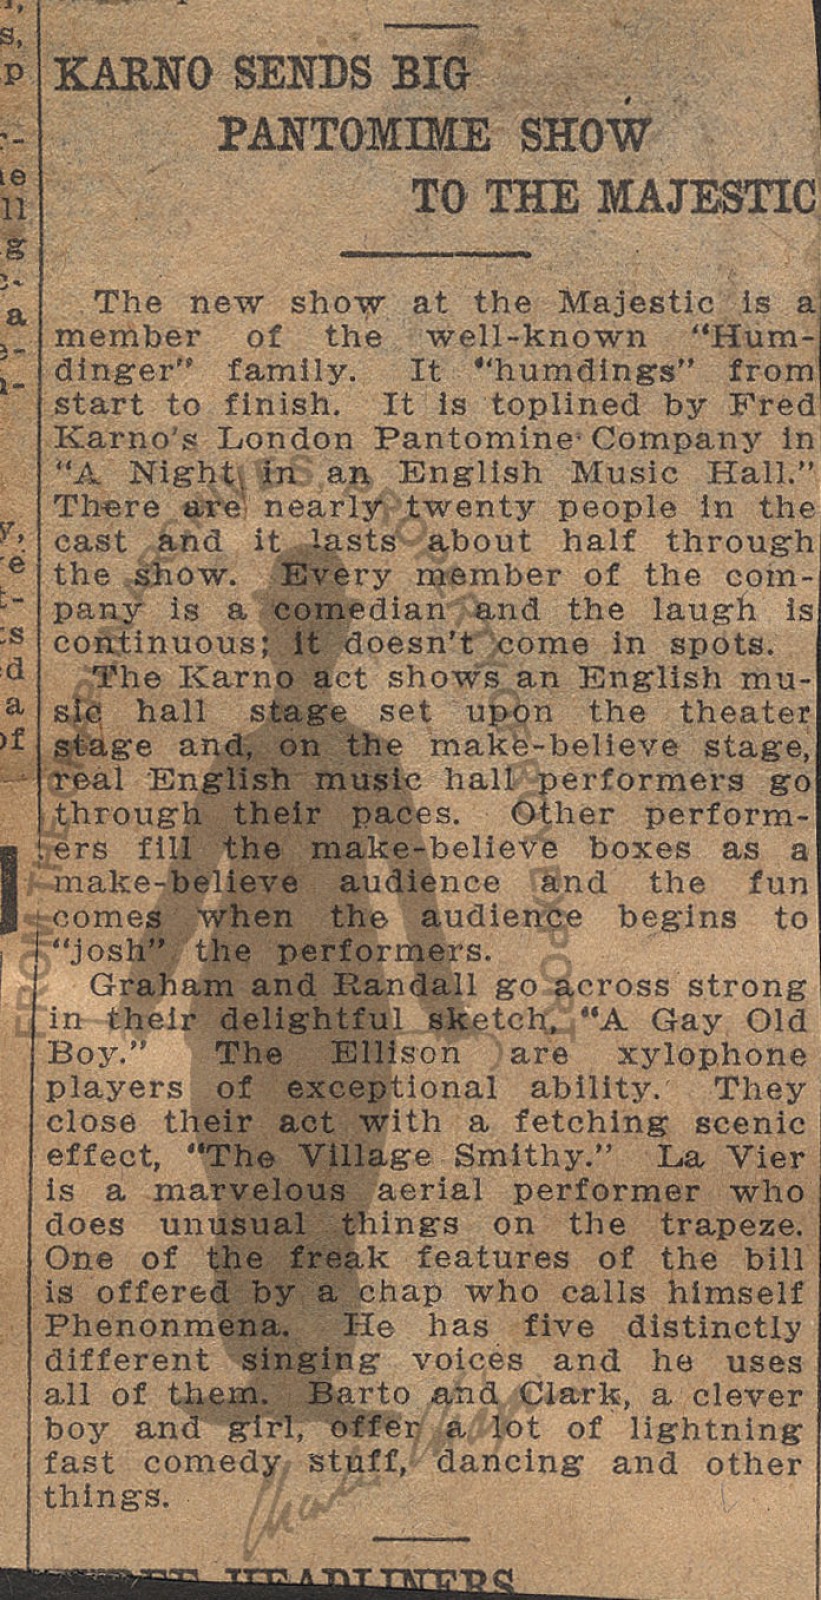 KARNO SENDS BIG
PANTOMIME SHOW
TO THE MAJESTIC
The new show at the Majestic is a
member of the well-known "Hum-
dinger" family. It "humdings" from
start to finish. It is toplined by Fred
Karno's London Pantomine Company in
"A Night in an English Music Hall."
There are nearly twenty people in the
cast and it lasts about half through
the show. Every member of the com-
pany is a comedian and the laugh is
continuous; it doesn't come in spots.
The Karno act shows an English mu-
sic hall stage set upon the theater
stage and, on the make-believe stage,
real English music hall performers go
through their paces. Other perform-
ers fill the make-believe boxes as a
make-believe audience and the fun
comes when the audience begins to
"josh" the performers.
Graham and Randall go across strong
in their delightful sketch, "A Gay Old
Boy." The Ellison are xylophone
players of exceptional ability. They
close their act with a fetching scenic
effect, "The Village Smithy." La Vier
is a marvelous aerial performer who
does unusual things on the trapeze.
One of the freak features of the bill
is offered by a chap who calls himself
Phenonmena. He has five distinctly
different singing voices and he uses
all of them. Barto and Clark, a clever
boy and girl, offer a lot of lightning
fast comedy stuff, dancing and other
things.
HEADLINERS
FROM THE ARCHIVES PROPERTY OF ROY EXPORT